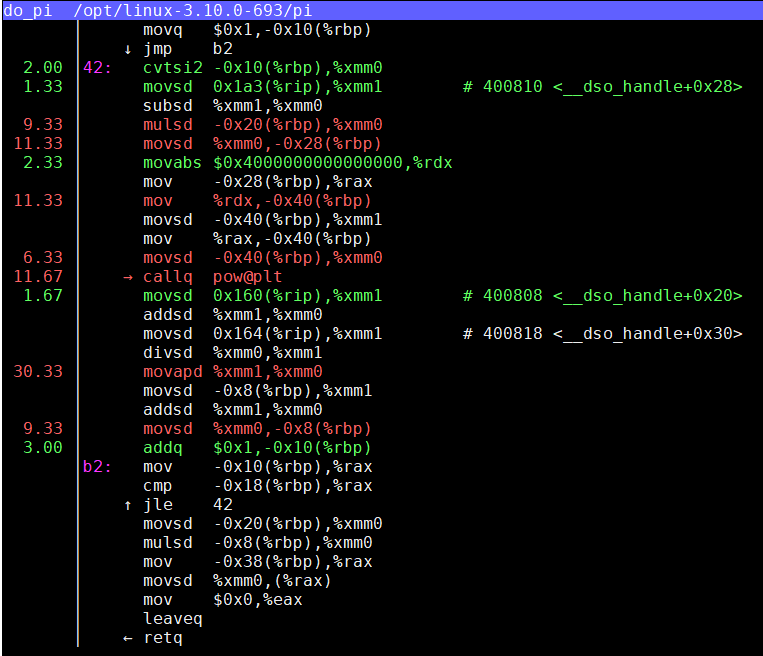 do_pi /opt/linux-3.10.0-693/pi
movq $0x1,-0x10(%rbp)
↓ jmp b2
2.00 42: cvtsi2 -0x10(%rbp),%xmm0
1.33 movsd 0x1a3(%rip),%xmm1 # 400810 <__dso_handle+0x28>
subsd %xmm1,%xmm0
9.33 mulsd -0x20(%rbp),%xmm0
11.33 movsd %xmm0,-0x28(%rbp)
2.33 movabs $0x4000000000000000,%rdx
mov -0x28(%rbp),%rax
11.33 mov %rdx,-0x40(%rbp)
movsd -0x40(%rbp),%xmm1
mov %rax,-0x40(%rbp)
6.33 movsd -0x40(%rbp),%xmm0
11.67 → callq pow@plt
1.67 movsd 0x160(%rip),%xmm1 # 400808 <__dso_handle+0x20>
addsd %xmm1,%xmm0
movsd 0x164(%rip),%xmm1 # 400818 <__dso_handle+0x30>
divsd %xmm0,%xmm1
30.33 movapd %xmm1,%xmm0
movsd -0x8(%rbp),%xmm1
addsd %xmm1,%xmm0
9.33 movsd %xmm0,-0x8(%rbp)
3.00 addq $0x1,-0x10(%rbp)
b2: mov -0x10(%rbp),%rax
cmp -0x18(%rbp),%rax
↑ jle 42
movsd -0x20(%rbp),%xmm0
mulsd -0x8(%rbp),%xmm0
mov -0x38(%rbp),%rax
movsd %xmm0,(%rax)
mov $0x0,%eax
leaveq
← retq